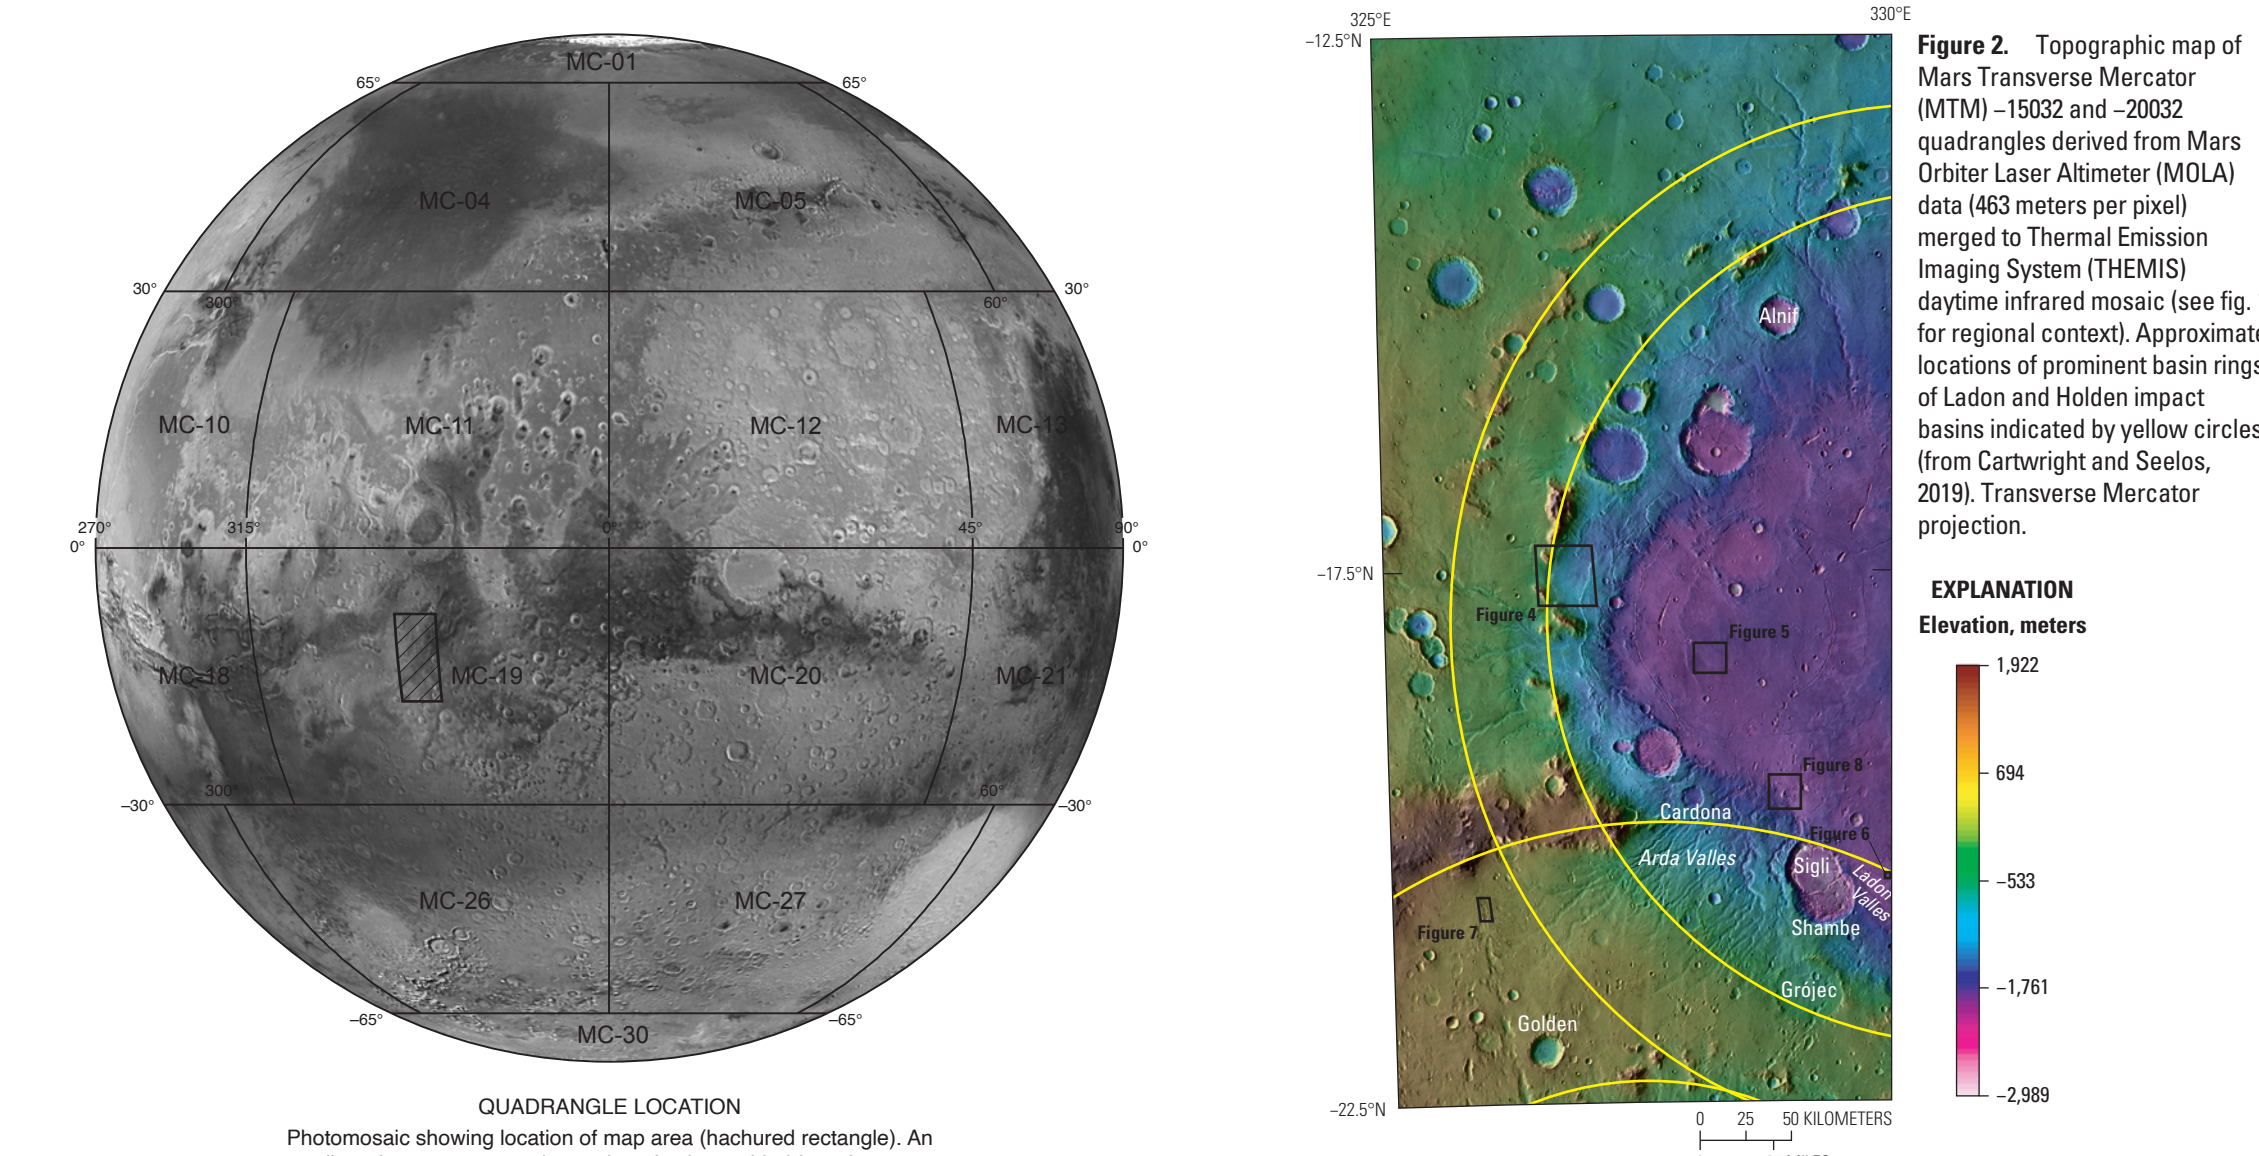 MC-01
65°
65°
MC-04
MC-05
30°
30°
300°
60°
MC-10
MC-11
MC-12
MC-13
270°
315°
0°
45°
90°
0°
0°
MC-18
MC-19
MC-20
MC-21
–30°
300°
60°
–30°
MC-26
MC-27
–65°
–65°
MC-30
QUADRANGLE LOCATION
Photomosaic showing location of map area (hachured rectangle). An
325°E
330°E
–12.5°N
Alnif
–17.5°N
Figure 4
Figure 5
Figure 8
Cardona
Figure 6
Arda Valles
Sigli
Ladon
Valles
Shambe
Figure 7
Grójec
Golden
–22.5°N
0 25 50 KILOMETERS
Figure 2. Topographic map of
Mars Transverse Mercator
(MTM) –15032 and –20032
quadrangles derived from Mars
Orbiter Laser Altimeter (MOLA)
data (463 meters per pixel)
merged to Thermal Emission
Imaging System (THEMIS)
daytime infrared mosaic (see fig.
for regional context). Approximate
locations of prominent basin rings
of Ladon and Holden impact
basins indicated by yellow circles
(from Cartwright and Seelos,
2019). Transverse Mercator
projection.
EXPLANATION
Elevation, meters
1,922
694
–533
–1,761
–2,989